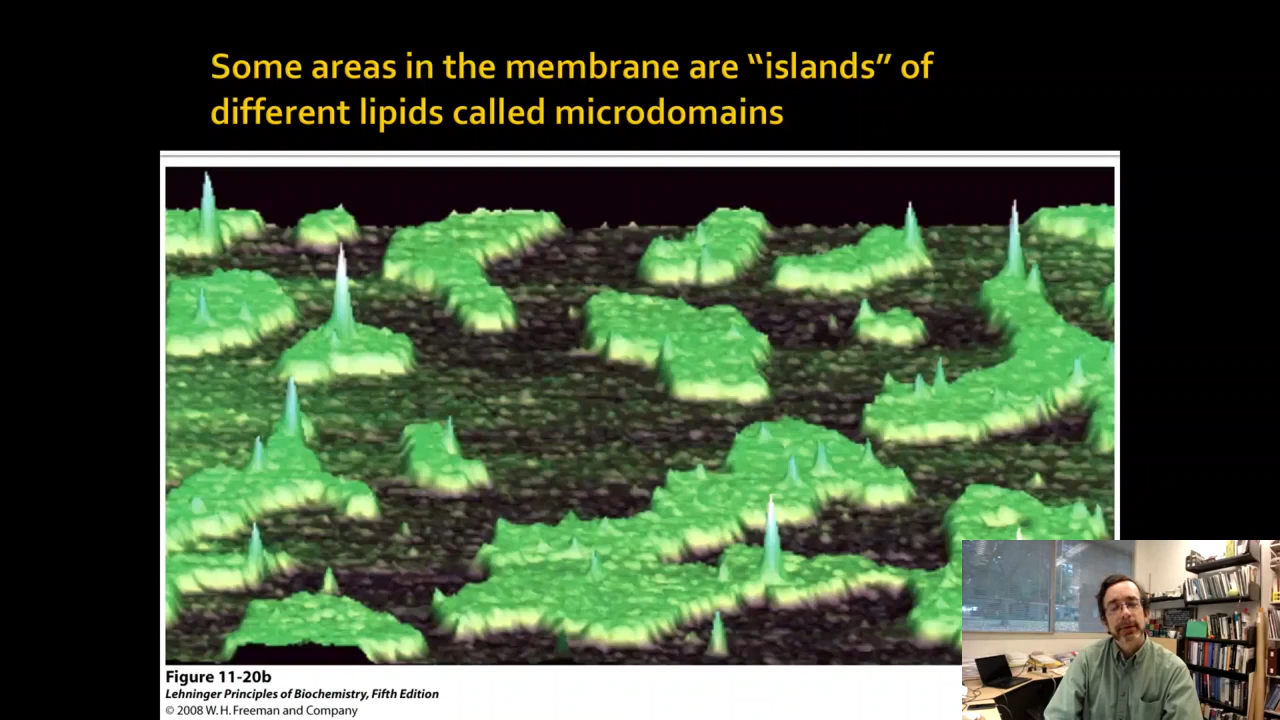 Some areas in the membrane are “islands” of
different lipids called microdomains
Figure 11-20b
Lehninger Principles of Biochemistry, Fifth Edition
© 2008 W. H. Freeman and Company